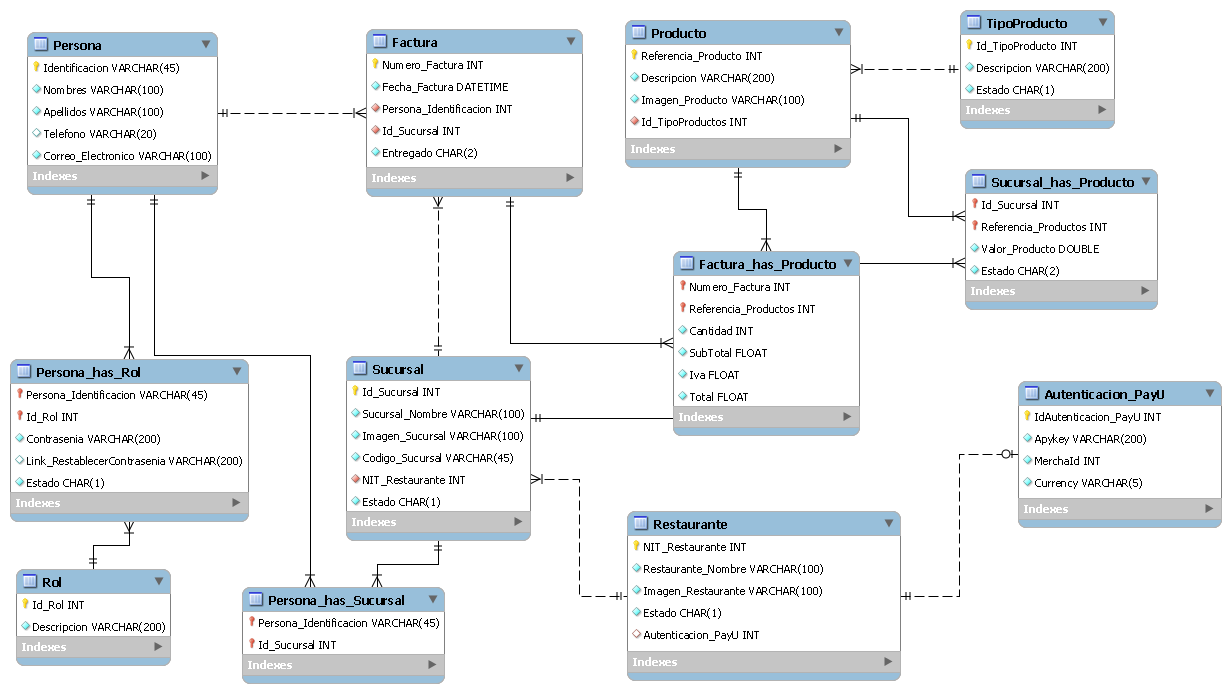 Persona
Identificacion VARCHAR(45)
Nombres VARCHAR(100)
Apellidos VARCHAR(100)
Telefono VARCHAR(20)
Correo_Electronico VARCHAR(100)
Indexes
Factura
Numero_Factura INT
Fecha_Factura DATETIME
Persona_Identificacion INT
Id_Sucursal INT
Entregado CHAR(2)
Indexes
Producto
Referencia_Producto INT
Descripcion VARCHAR(200)
Imagen_Producto VARCHAR(100)
Id_TipoProductos INT
Indexes
TipoProducto
Id_TipoProducto INT
Descripcion VARCHAR(200)
Estado CHAR(1)
Indexes
Sucursal_has_Producto
Id_Sucursal INT
Referencia_Productos INT
Valor_Producto DOUBLE
Estado CHAR(2)
Indexes
Factura_has_Producto
Numero_Factura INT
Referencia_Productos INT
Cantidad INT
SubTotal FLOAT
Iva FLOAT
Total FLOAT
Indexes
Persona_has_Rol
Persona_Identificacion VARCHAR(45)
Id_Rol INT
Contrasenia VARCHAR(200)
Link_RestablecerContrasenia VARCHAR(200)
Estado CHAR(1)
Indexes
Sucursal
Id_Sucursal INT
Sucursal_Nombre VARCHAR(100)
Imagen_Sucursal VARCHAR(100)
Codigo_Sucursal VARCHAR(45)
NIT_Restaurante INT
Estado CHAR(1)
Indexes
Autenticacion_PayU
IdAutenticacion_PayU INT
Apykey VARCHAR(200)
MerchaId INT
Currency VARCHAR(5)
Indexes
Rol
Id_Rol INT
Descripcion VARCHAR(200)
Indexes
Persona_has_Sucursal
Persona_Identificacion VARCHAR(45)
Id_Sucursal INT
Indexes
Restaurante
NIT_Restaurante INT
Restaurante_Nombre VARCHAR(100)
Imagen_Restaurante VARCHAR(100)
Estado CHAR(1)
Autenticacion_PayU INT
Indexes